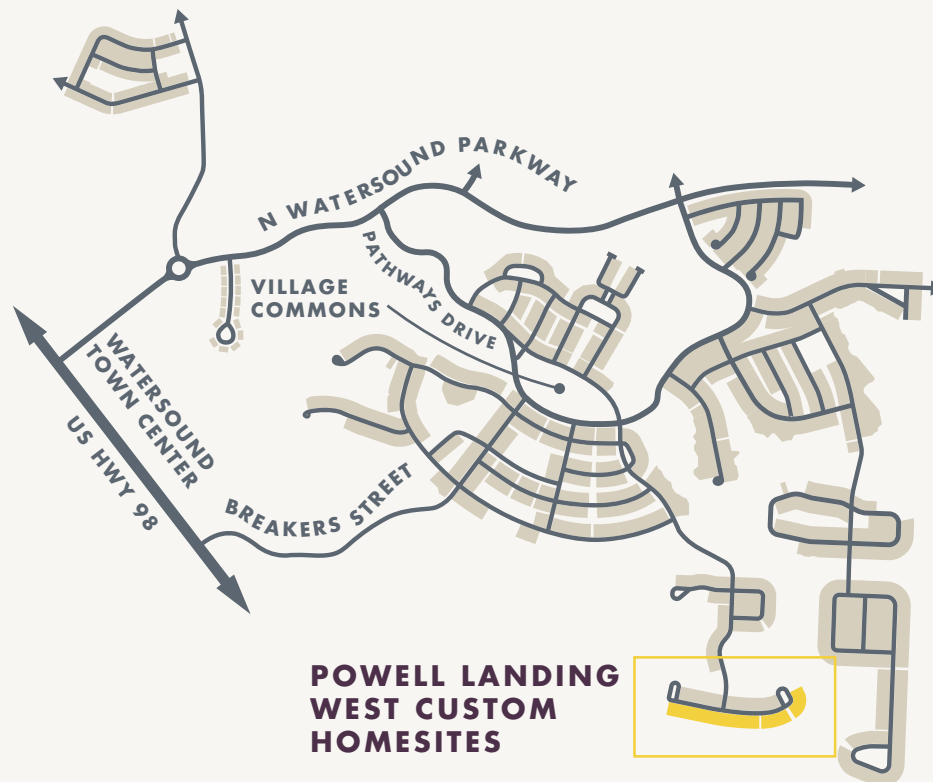 N WATERSOUND PARKWAY
PATHWAYS DRIVE
VILLAGE
COMMONS
WATERSOUND
TOWN CENTER
US HWY 98
BREAKERS STREET
POWELL LANDING
WEST CUSTOM
HOMESITES